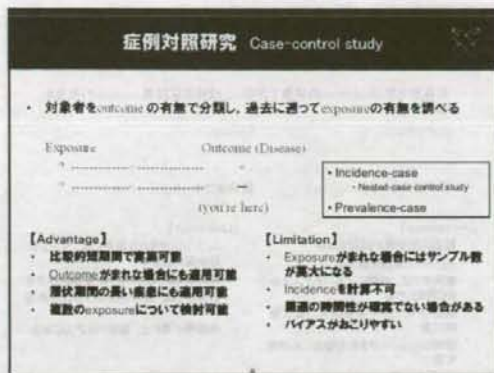 症例対照研究 Case-control study
・ 対象者をoutcome の有無で分類し、過去に遡ってexposureの有無を調べる
Exposure Outcome (Disease)
? +
? −
(you're here)
• Incidence-case
• Nested-case control study
• Prevalence-case
【Advantage】
• 比較的短期間で実施可能
• Outcomeがまれな場合にも適用可能
• 潜伏期間の長い疾患にも適用可能
• 複数のexposureについて検討可能
【Limitation】
• Exposureがまれな場合にはサンプル数
が莫大になる
• Incidenceを計算不可
• 関連の時間性が確実でない場合がある
• バイアスがおこりやすい